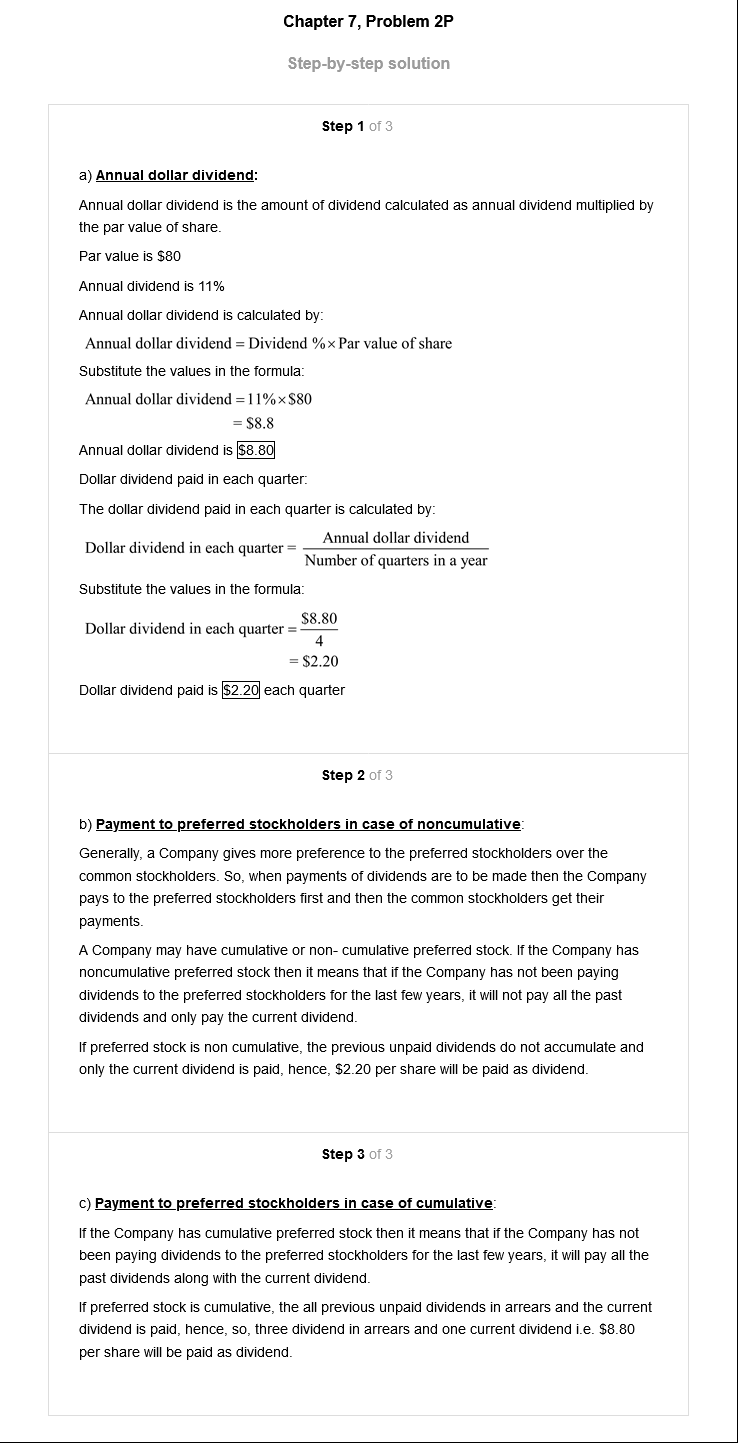 Chapter 7, Problem 2P
Step-by-step solution
Step 1 of 3
a) Annual dollar dividend:
Annual dollar dividend is the amount of dividend calculated as annual dividend multiplied by
the par value of share.
Par value is $80
Annual dividend is 11%
Annual dollar dividend is calculated by:
Annual dollar dividend = Dividend %× Par value of share
Substitute the values in the formula:
Annual dollar dividend =11%×$80
= $8.8
Annual dollar dividend is $8.80
Dollar dividend paid in each quarter:
The dollar dividend paid in each quarter is calculated by:
Dollar dividend in each quarter = Annual dollar dividend
Number of quarters in a year
Substitute the values in the formula:
Dollar dividend in each quarter = $8.80
4
= $2.20
Dollar dividend paid is $2.20 each quarter
Step 2 of 3
b) Payment to preferred stockholders in case of noncumulative:
Generally, a Company gives more preference to the preferred stockholders over the
common stockholders. So, when payments of dividends are to be made then the Company
pays to the preferred stockholders first and then the common stockholders get their
payments.
A Company may have cumulative or non- cumulative preferred stock. If the Company has
noncumulative preferred stock then it means that if the Company has not been paying
dividends to the preferred stockholders for the last few years, it will not pay all the past
dividends and only pay the current dividend.
If preferred stock is non cumulative, the previous unpaid dividends do not accumulate and
only the current dividend is paid, hence, $2.20 per share will be paid as dividend.
Step 3 of 3
c) Payment to preferred stockholders in case of cumulative:
If the Company has cumulative preferred stock then it means that if the Company has not
been paying dividends to the preferred stockholders for the last few years, it will pay all the
past dividends along with the current dividend.
If preferred stock is cumulative, the all previous unpaid dividends in arrears and the current
dividend is paid, hence, so, three dividend in arrears and one current dividend i.e. $8.80
per share will be paid as dividend.